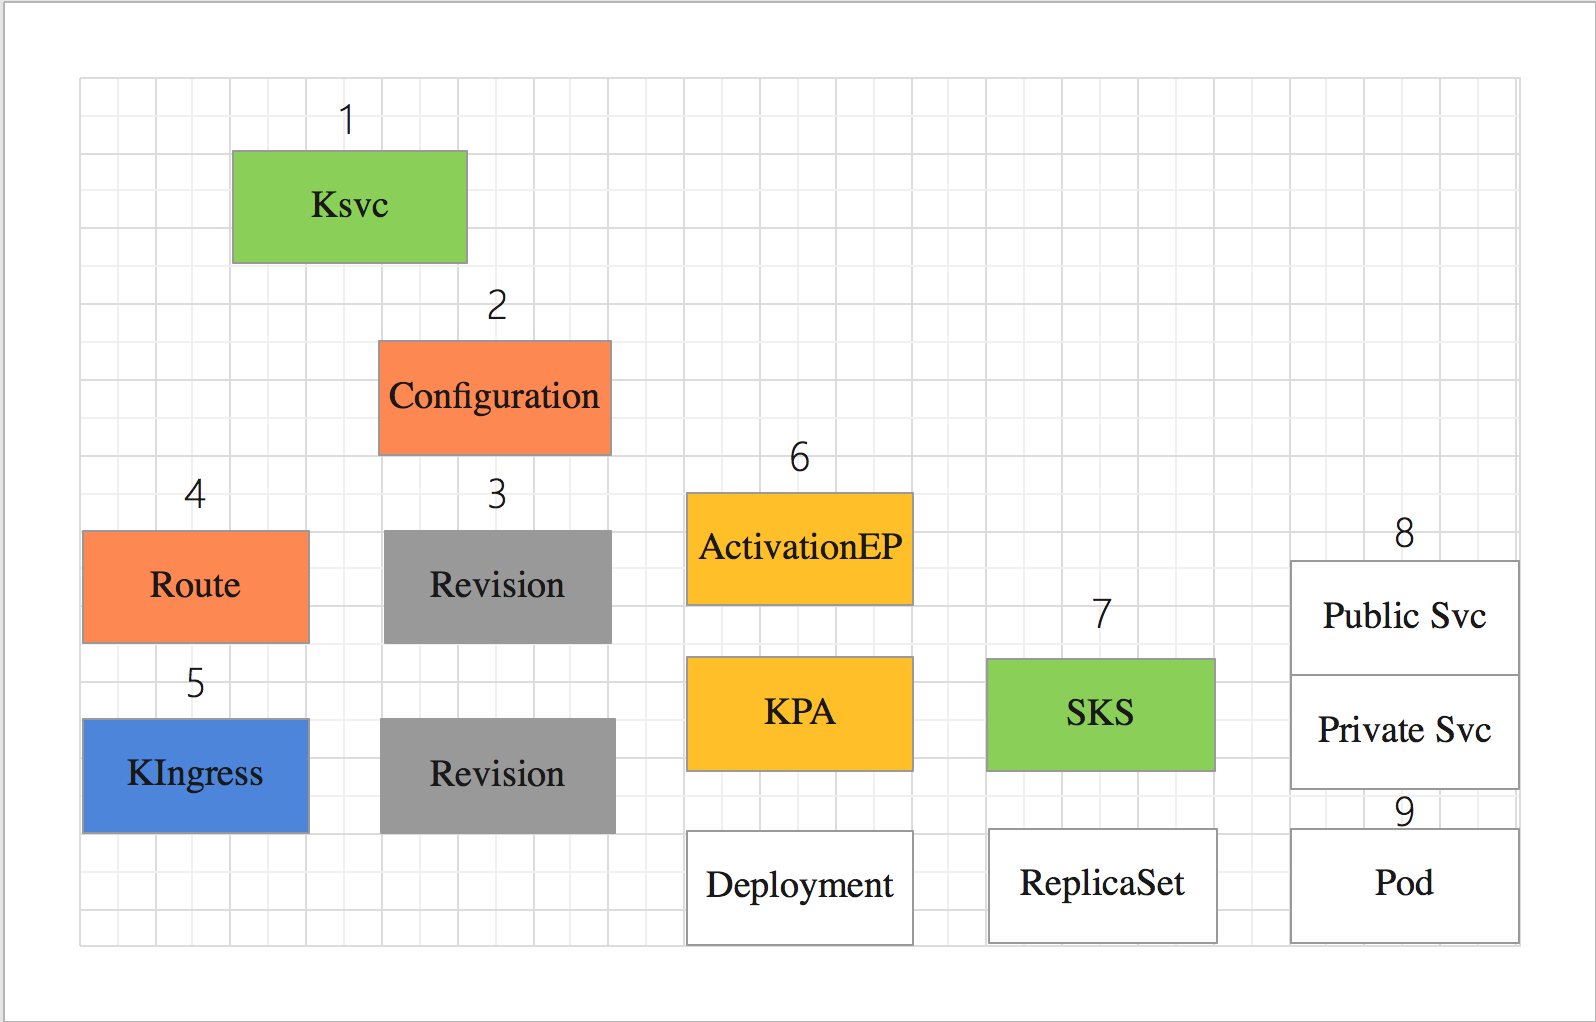 1
Ksvc
2
Configuration
4
3
6
Route
Revision
ActivationEP
8
Public Svc
5
7
KIngress
Revision
KPA
SKS
Private Svc
9
Deployment
ReplicaSet
Pod